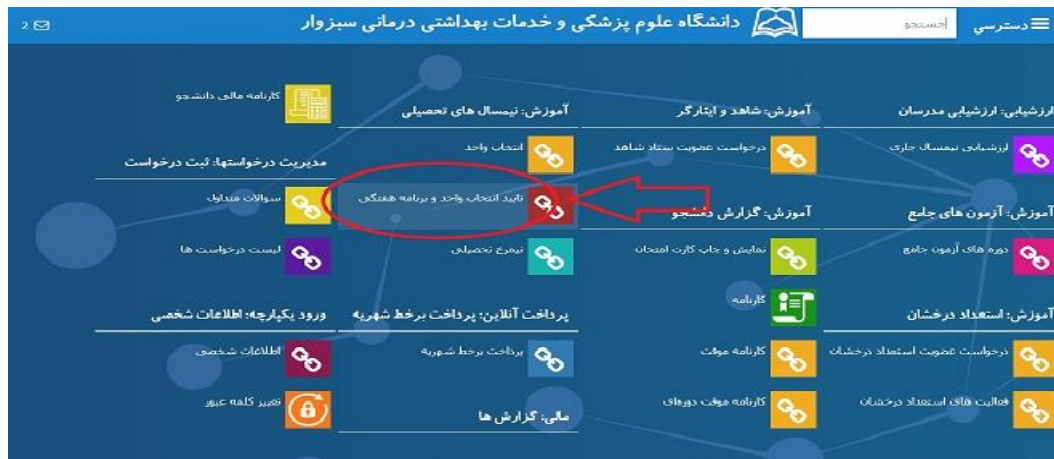 دسترسي
جستجو
دانشگاه علوم پزشکی و خدمات بهداشتی درمانی سبزوار
2
ارزشیابی: ارزشیابی مدرسان
ارزشیابی نیمسال جاری
آموزش: آزمون های جامع
دوره های آزمون جامع
آموزش: استعداد درخشان
درخواست عضویت استعداد درخشان
فعالیت های استعداد درخشان
آموزش: شاهد و ایثارگر
درخواست عضویت ستاد شاهد
آموزش: گزارش دانشجو
نمایش و چاپ کارت امتحان
کارنامه
کارنامه موقت
کارنامه موقت دوره‌ای
آموزش: نیمسال های تحصیلی
انتخاب واحد
تایید انتخاب واحد و برنامه هفتگی
نیمرخ تحصیلی
پرداخت آنلاین: پرداخت برخط شهریه
پرداخت برخط شهریه
مالی: گزارش ها
کارنامه مالی دانشجو
مدیریت درخواستها: ثبت درخواست
سوالات متداول
لیست درخواست ها
ورود یکپارچه: اطلاعات شخصی
اطلاعات شخصی
تغییر کلمه عبور